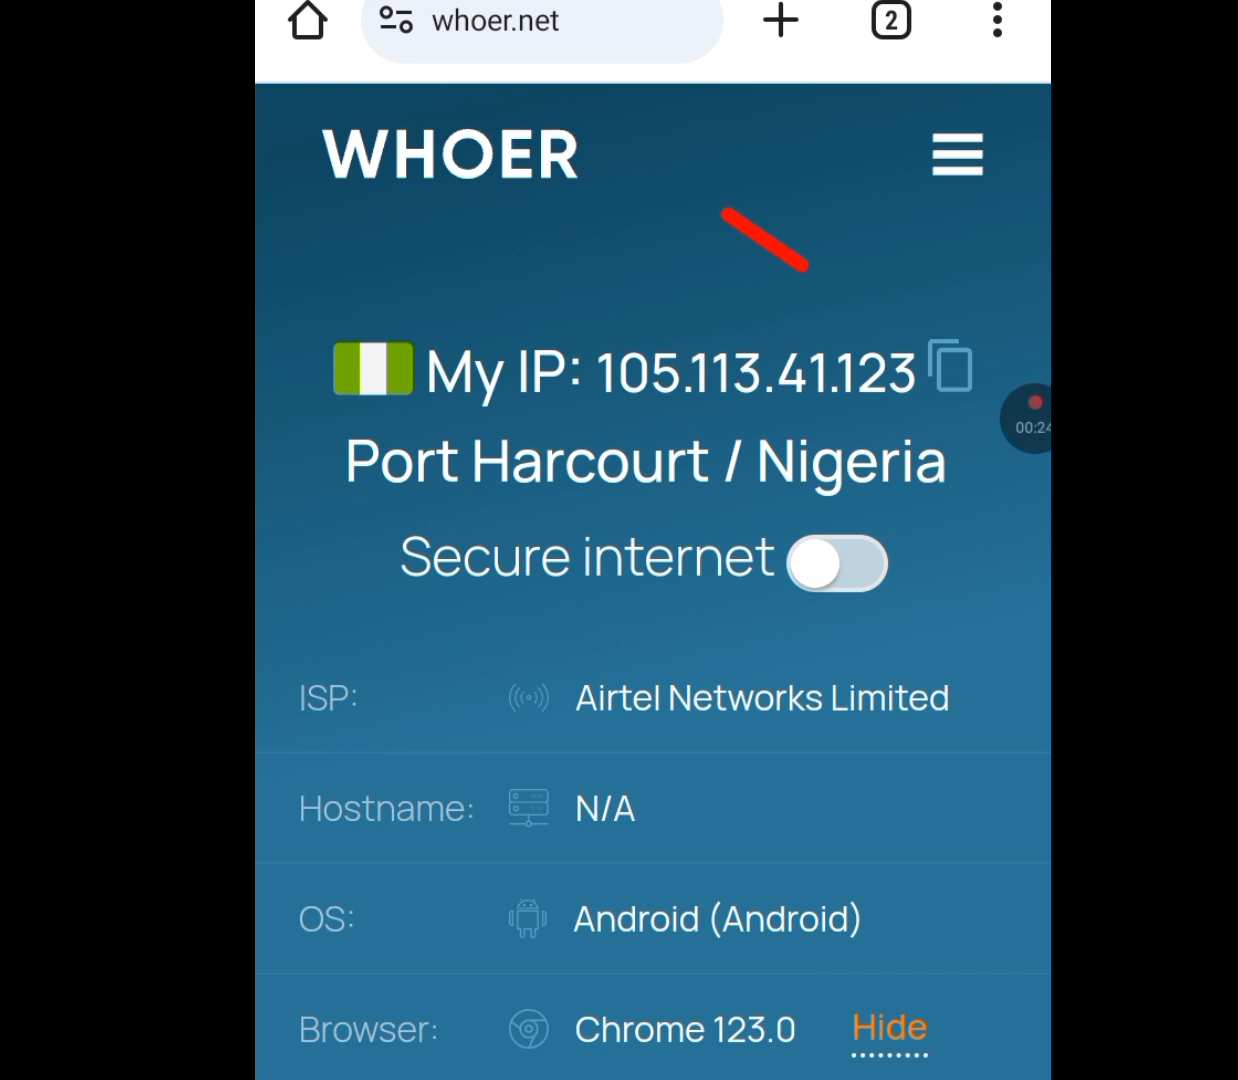 whoer.net
2
WHOER
My IP: 105.113.41.123
Port Harcourt / Nigeria
00:24
Secure internet
ISP: Airtel Networks Limited
Hostname: N/A
OS: Android (Android)
Browser: Chrome 123.0 Hide